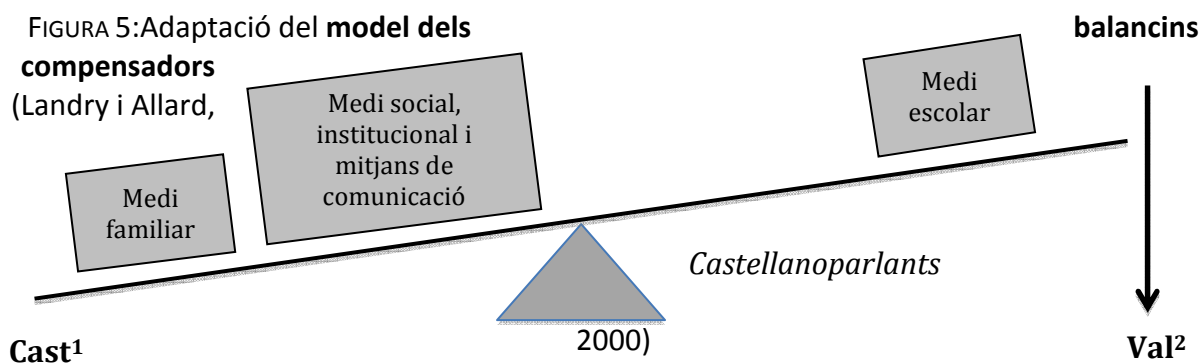 FIGURA 5:Adaptació del model dels balancins
compensadors
(Landry i Allard,
2000)
Medi
familiar
Medi social,
institucional i
mitjans de
comunicació
Medi
escolar
Castellanoparlants
Cast¹
Val²